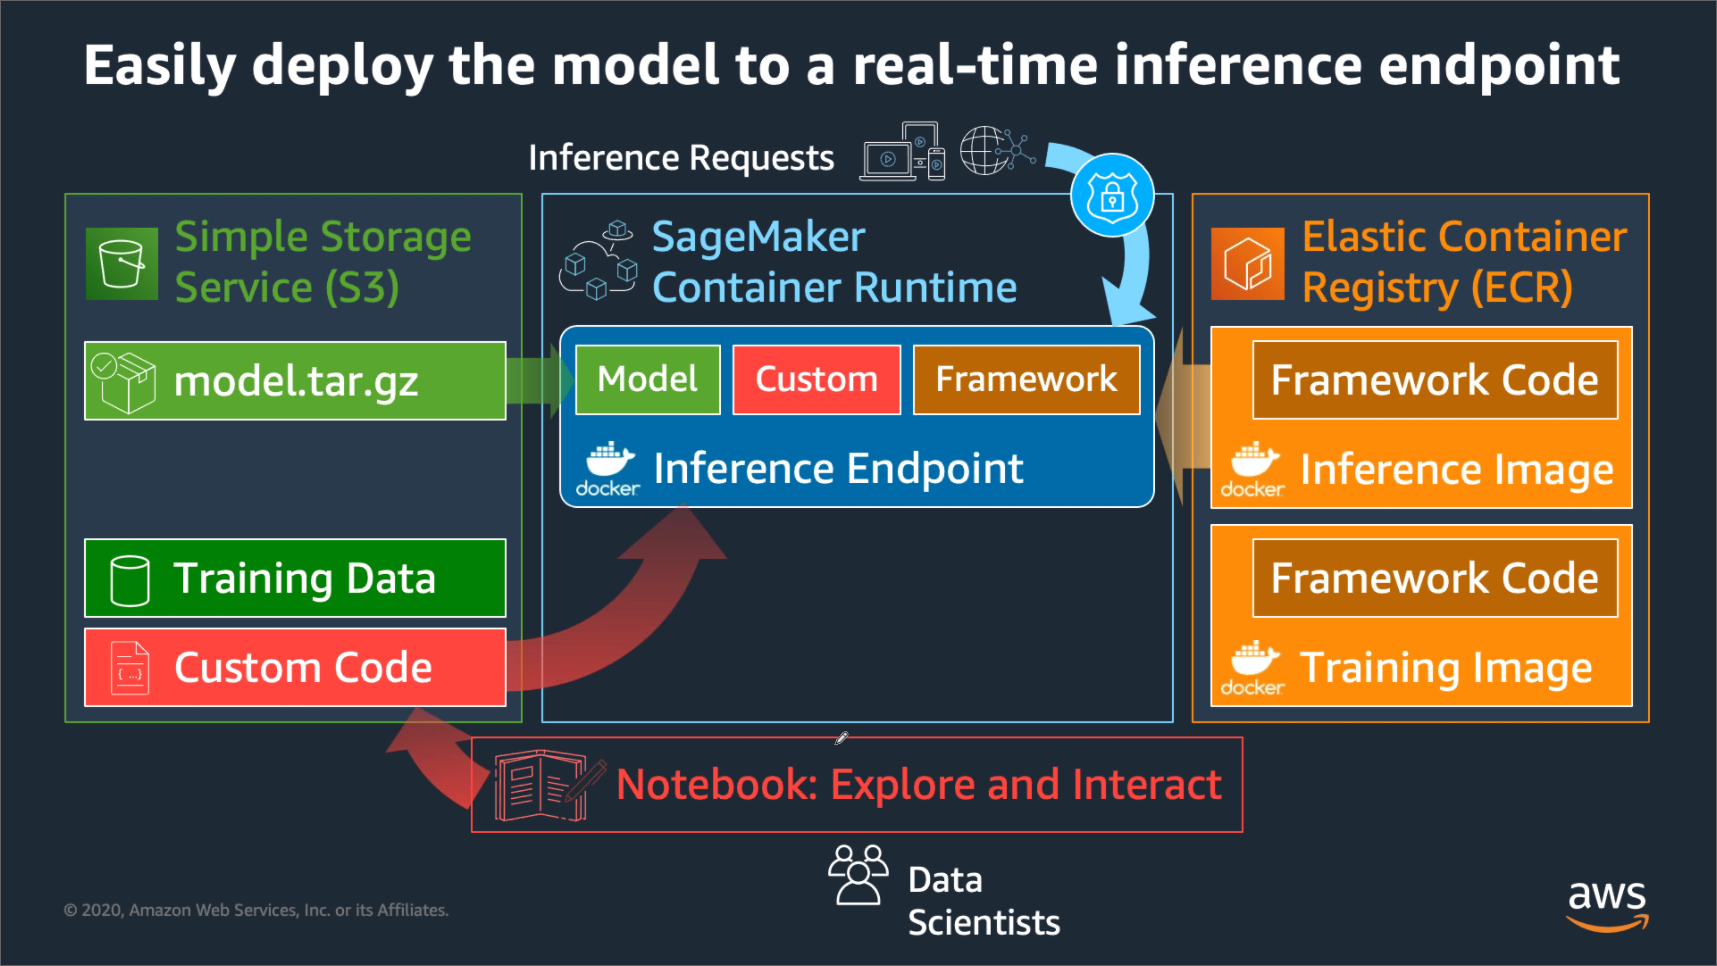 Easily deploy the model to a real-time inference endpoint
Inference Requests
Simple Storage
Service (S3)
model.tar.gz
Training Data
{ ...}
Custom Code
SageMaker
Container Runtime
Model
Custom
Framework
docker
Inference Endpoint
Elastic Container
Registry (ECR)
Framework Code
docker
Inference Image
Framework Code
docker
Training Image
Notebook: Explore and Interact
Data
Scientists
© 2020, Amazon Web Services, Inc. or its Affiliates.
aws